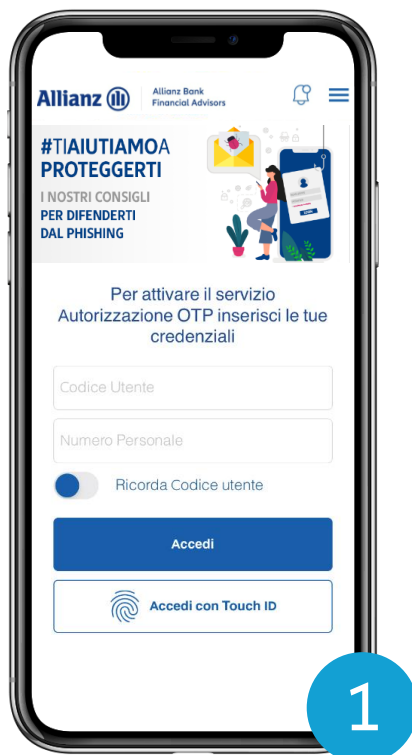 Allianz
Allianz Bank
Financial Advisors
#TIAIUTIAMOA
PROTEGGERTI
I NOSTRI CONSIGLI
PER DIFENDERTI
DAL PHISHING
Per attivare il servizio
Autorizzazione OTP inserisci le tue
credenziali
Codice Utente
Numero Personale
Ricorda Codice utente
Accedi
Accedi con Touch ID
1